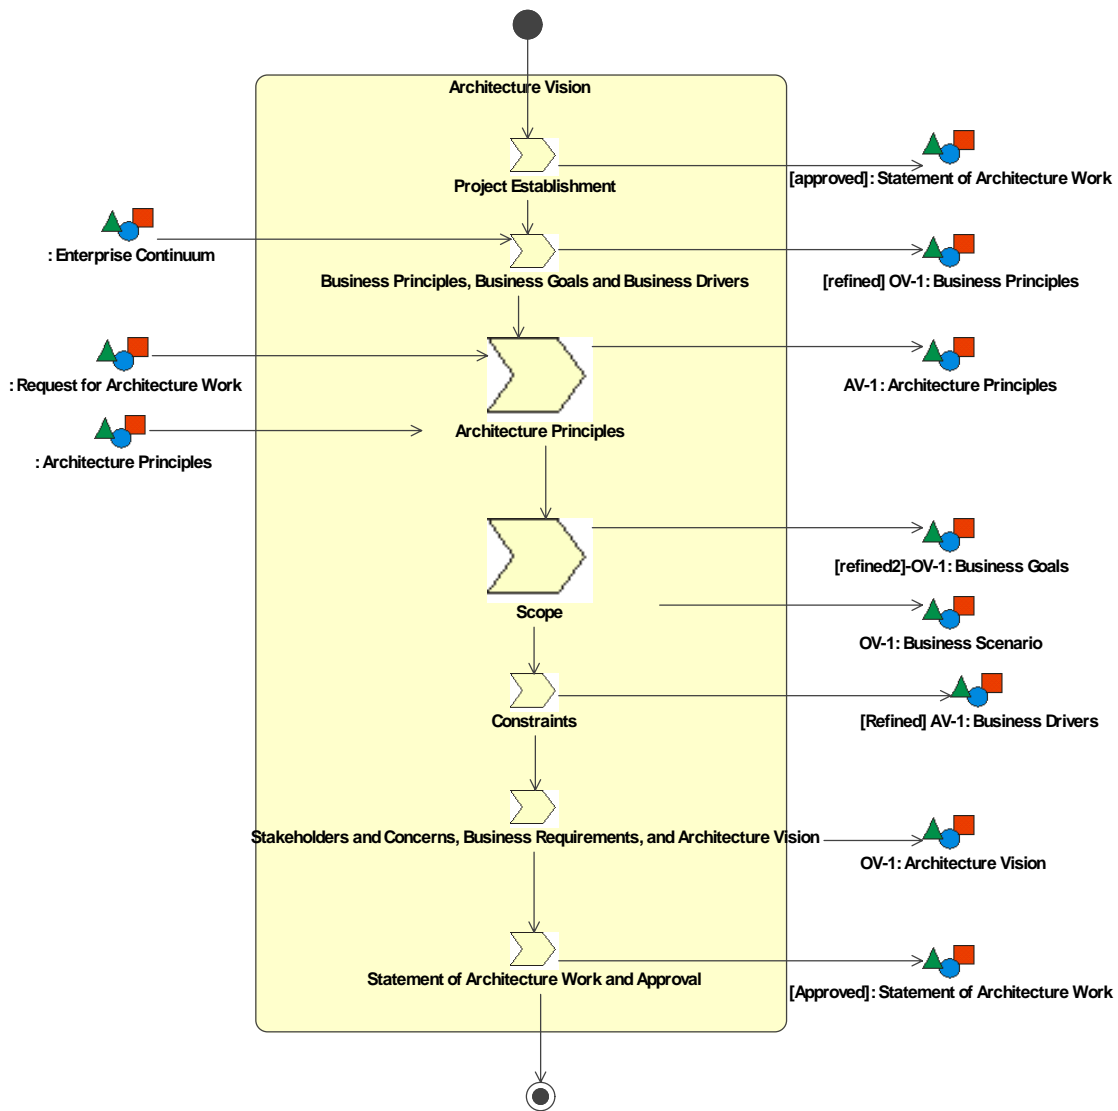 Architecture Vision
Project Establishment
[approved]: Statement of Architecture Work
: Enterprise Continuum
Business Principles, Business Goals and Business Drivers
[refined] OV-1: Business Principles
: Request for Architecture Work
AV-1: Architecture Principles
Architecture Principles
: Architecture Principles
[refined2]-OV-1: Business Goals
Scope
OV-1: Business Scenario
Constraints
[Refined] AV-1: Business Drivers
Stakeholders and Concerns, Business Requirements, and Architecture Vision
OV-1: Architecture Vision
Statement of Architecture Work and Approval
[Approved]: Statement of Architecture Work